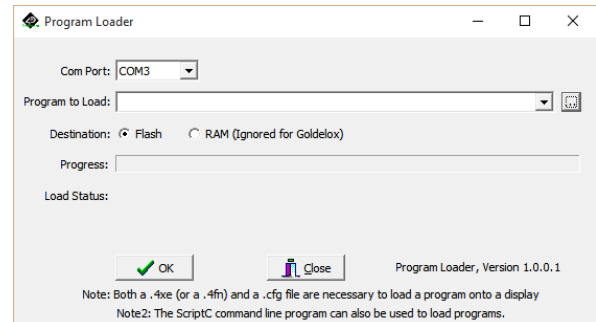 Program Loader
Com Port: COM3
Program to Load:
Destination: Flash RAM (Ignored for Goldelox)
Progress:
Load Status:
OK Close Program Loader, Version 1.0.0.1
Note: Both a .4xe (or a .4fn) and a .cfg file are necessary to load a program onto a display
Note2: The ScriptC command line program can also be used to load programs.